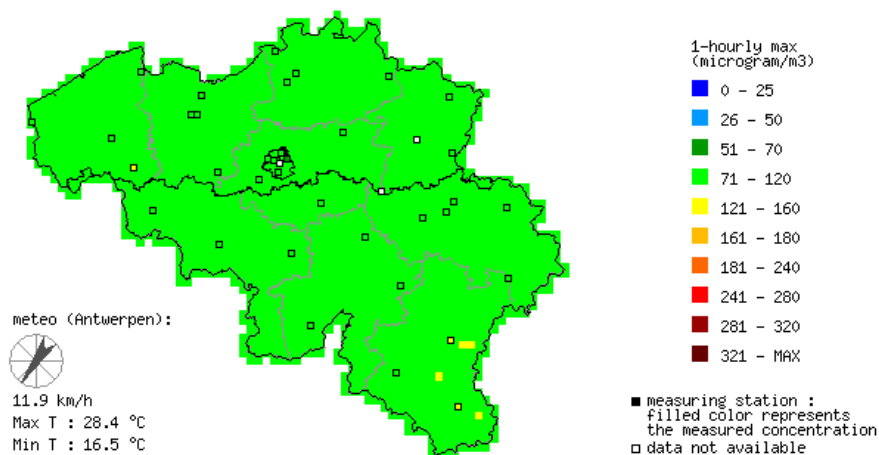 1-hourly max
(microgram/m3)
0 - 25
26 - 50
51 - 70
71 - 120
121 - 160
161 - 180
181 - 240
241 - 280
281 - 320
321 - MAX
meteo (Antwerpen):
11.9 km/h
Max T : 28.4 °C
Min T : 16.5 °C
measuring station :
filled color represents
the measured concentration
data not available